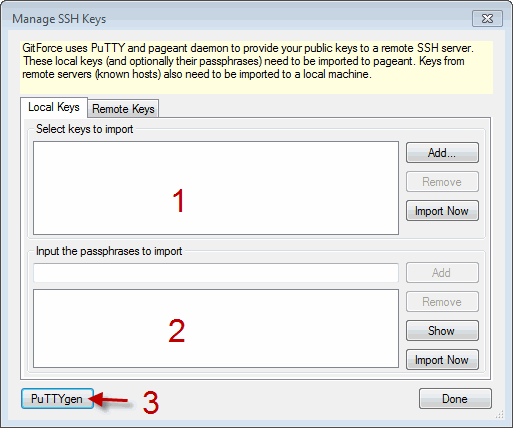 Manage SSH Keys
GitForce uses PuTTY and pageant daemon to provide your public keys to a remote SSH server.
These local keys (and optionally their passphrases) need to be imported to pageant. Keys from
remote servers (known hosts) also need to be imported to a local machine.
Local Keys
Remote Keys
Select keys to import
Add...
Remove
1
Import Now
Input the passphrases to import
Add
Remove
2
Show
Import Now
PuTTYgen
3
Done